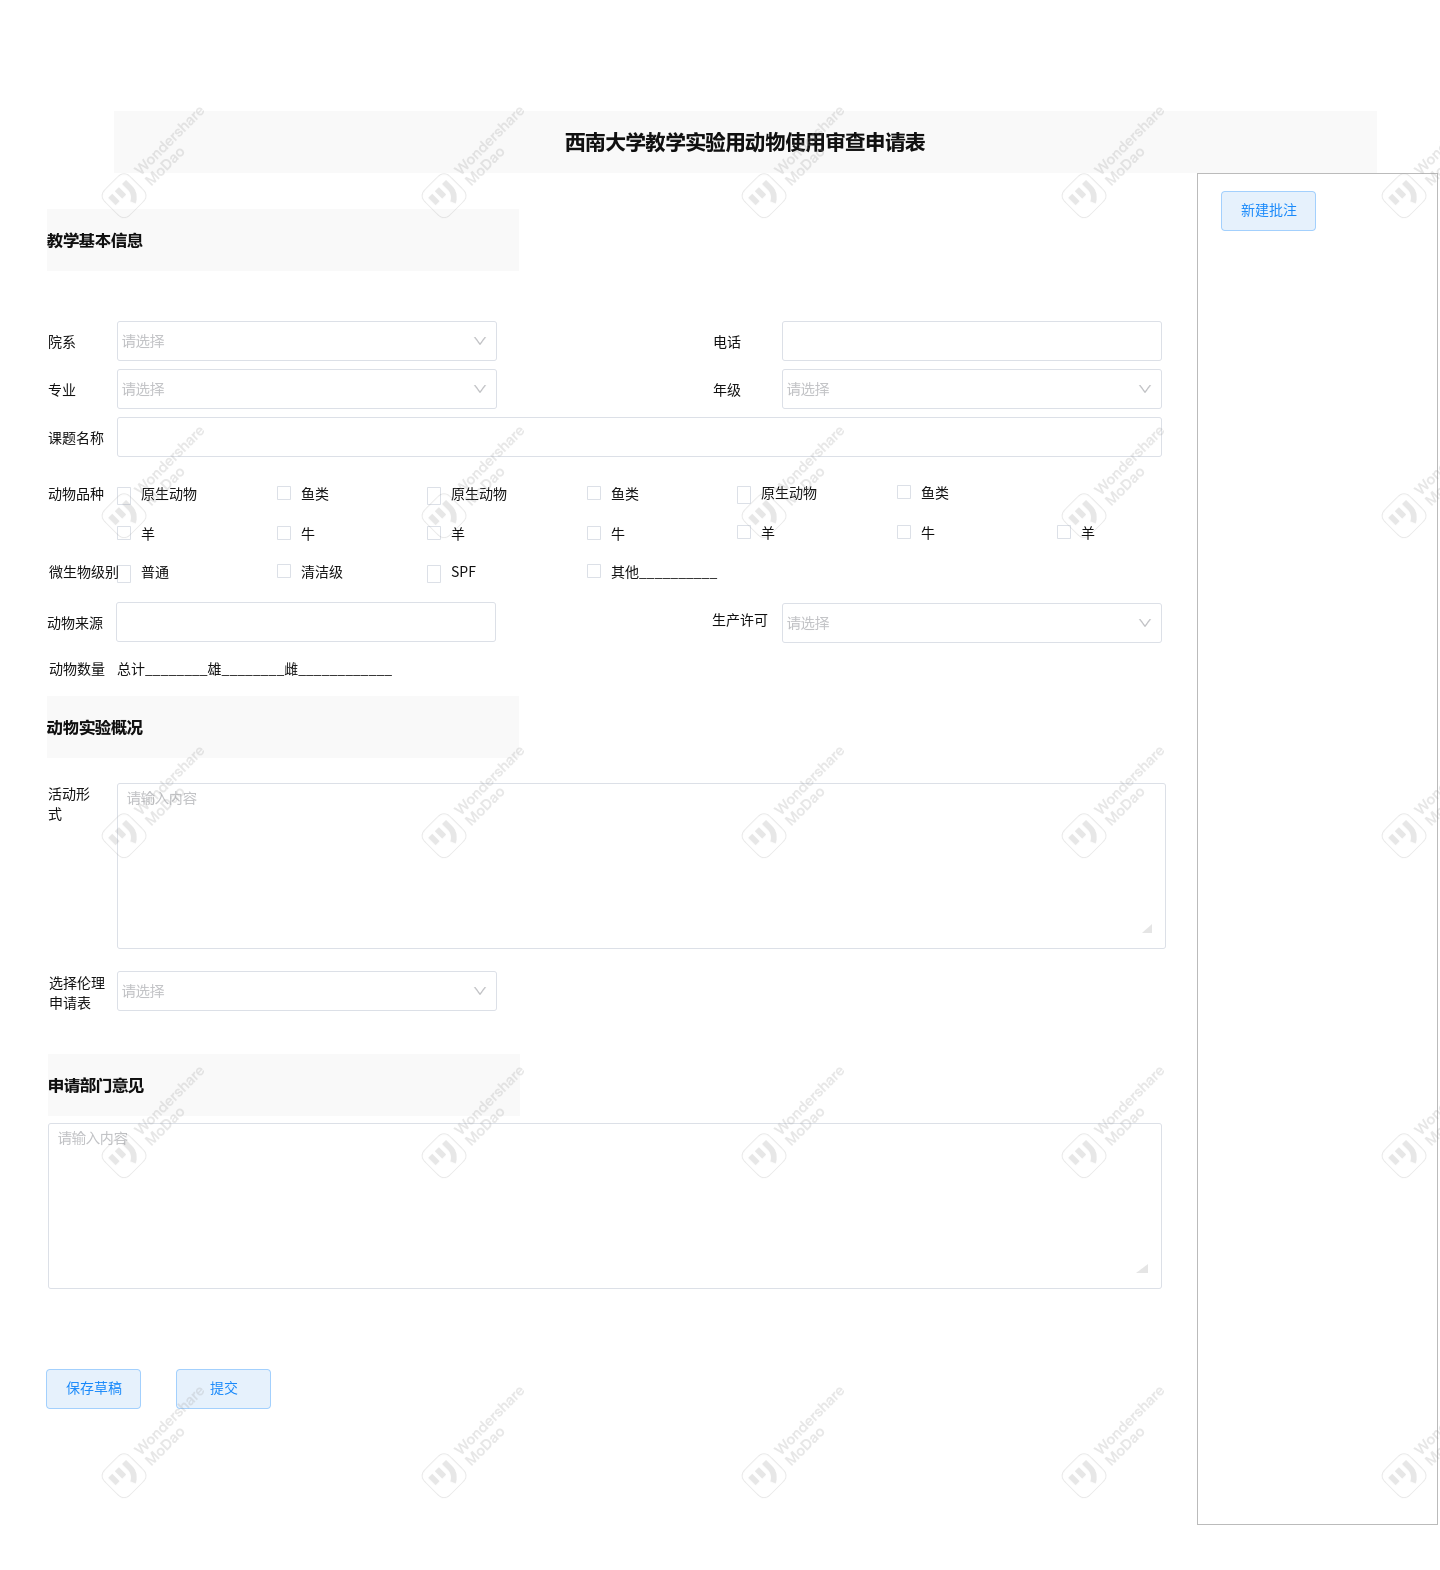 西南大学教学实验用动物使用审查申请表
新建批注
教学基本信息
院系 请选择 电话
专业 请选择 年级 请选择
课题名称
动物品种 原生动物 鱼类 原生动物 鱼类 原生动物 鱼类
羊 牛 羊 牛 羊 牛 羊
微生物级别 普通 清洁级 SPF 其他__________
动物来源 生产许可 请选择
动物数量 总计________雄________雌____________
动物实验概况
活动形
式
请输入内容
选择伦理
申请表
请选择
申请部门意见
请输入内容
保存草稿 提交
Wondershare
MoDao